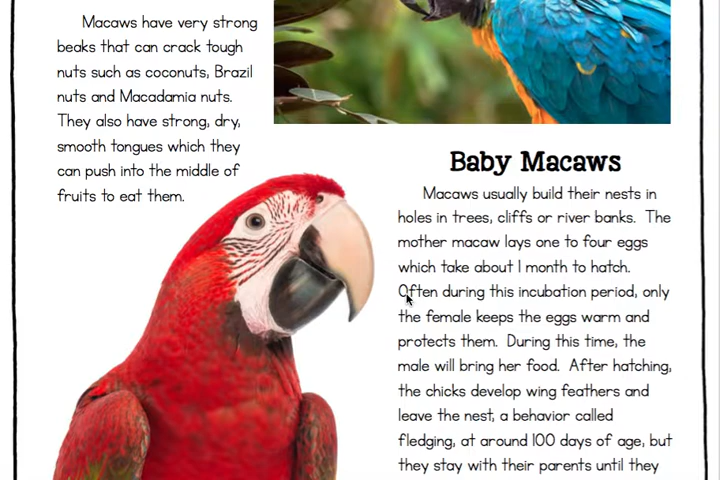 Macaws have very strong
beaks that can crack tough
nuts such as coconuts, Brazil
nuts and Macadamia nuts.
They also have strong, dry,
smooth tongues which they
can push into the middle of
fruits to eat them.
Baby Macaws
Macaws usually build their nests in
holes in trees, cliffs or river banks. The
mother macaw lays one to four eggs
which take about 1 month to hatch.
Often during this incubation period, only
the female keeps the eggs warm and
protects them. During this time, the
male will bring her food. After hatching,
the chicks develop wing feathers and
leave the nest, a behavior called
fledging, at around 100 days of age, but
they stay with their parents until they